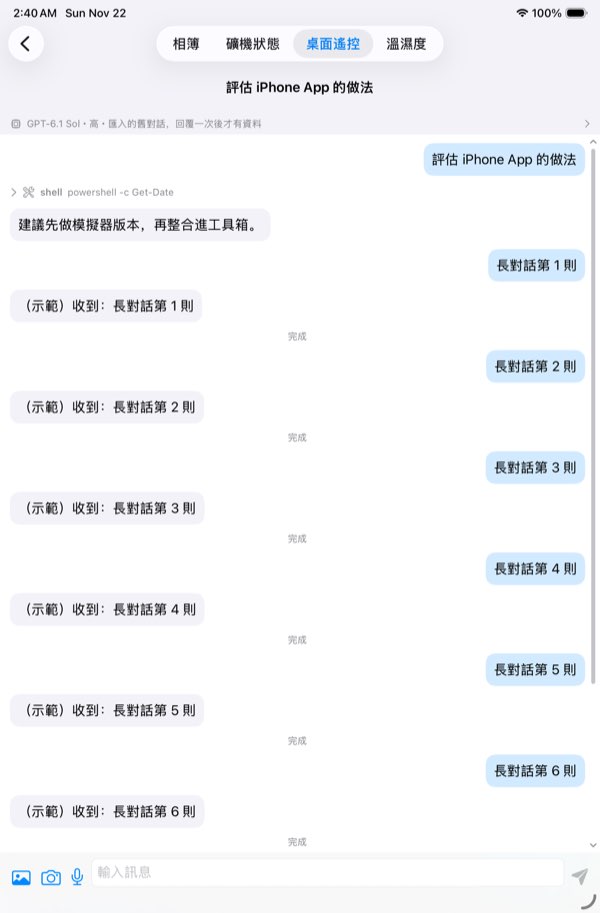 2:40 AM Sun Nov 22
100%
相簿 礦機狀態 桌面遙控 溫濕度
評估 iPhone App 的做法
GPT-6.1 Sol・高・匯入的舊對話，回覆一次後才有資料
評估 iPhone App 的做法
shell powershell -c Get-Date
建議先做模擬器版本，再整合進工具箱。
長對話第 1 則
（示範）收到：長對話第 1 則
完成
長對話第 2 則
（示範）收到：長對話第 2 則
完成
長對話第 3 則
（示範）收到：長對話第 3 則
完成
長對話第 4 則
（示範）收到：長對話第 4 則
完成
長對話第 5 則
（示範）收到：長對話第 5 則
完成
長對話第 6 則
（示範）收到：長對話第 6 則
完成
輸入訊息